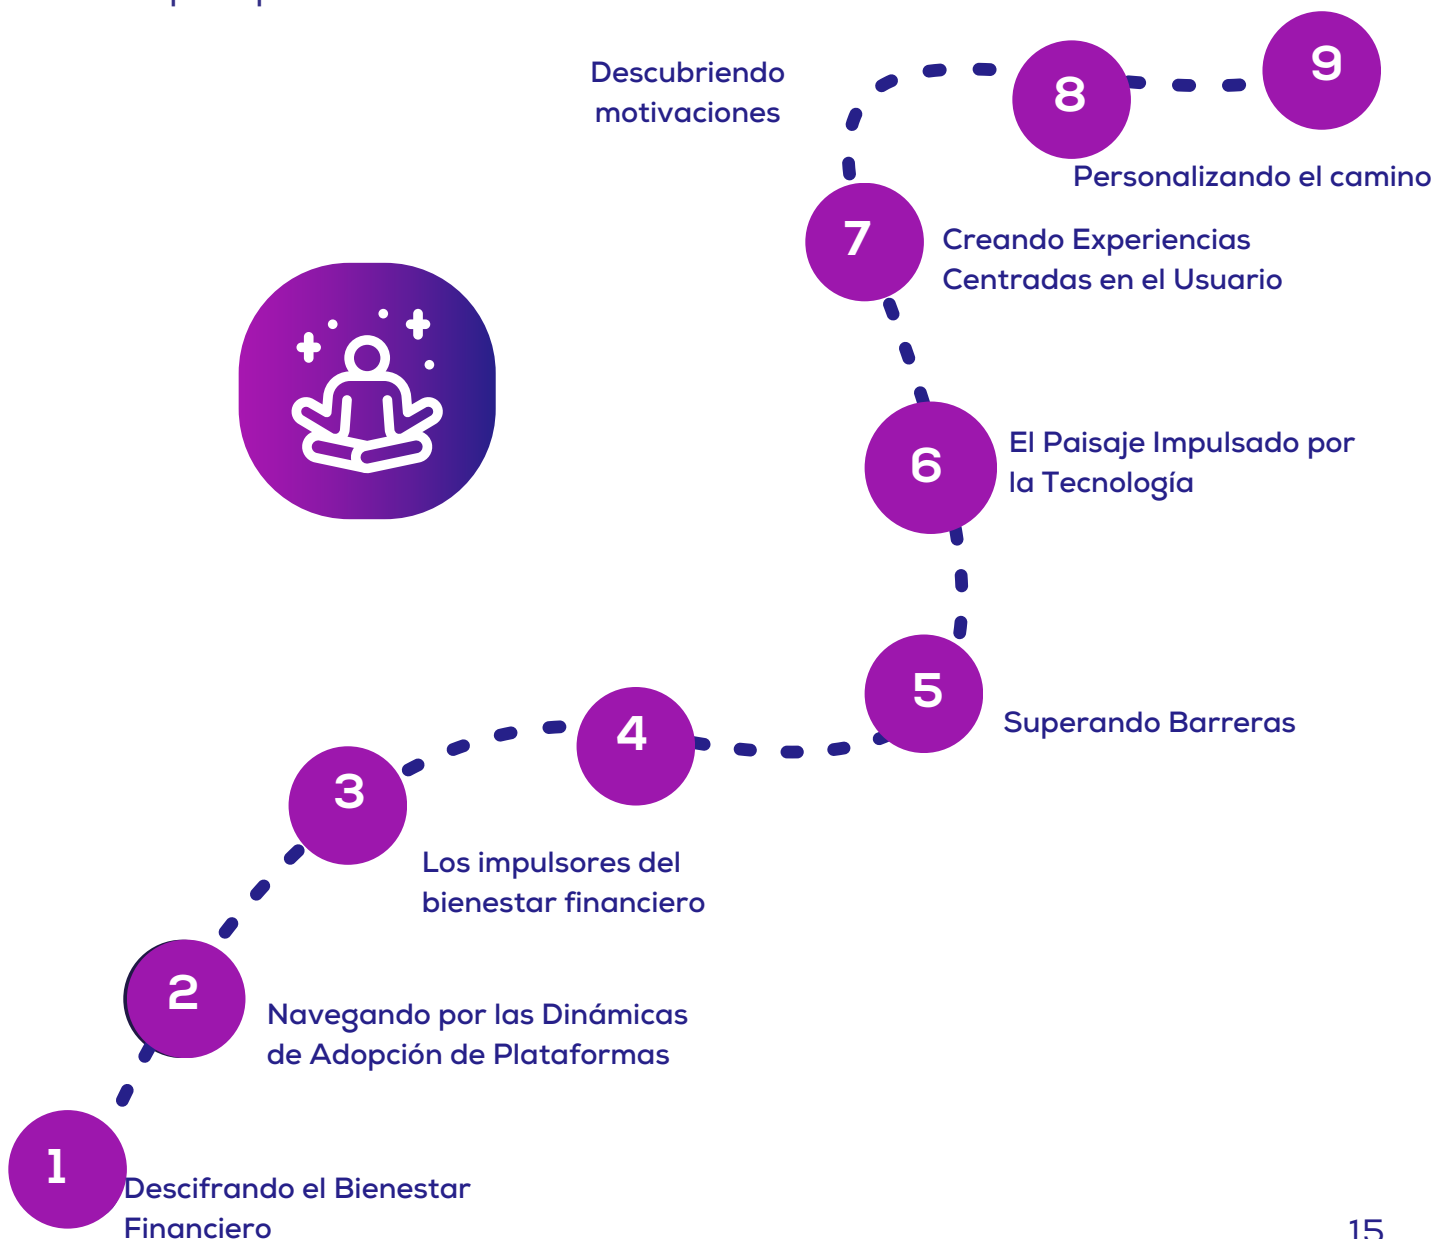 Descubriendo
motivaciones
9
8
Personalizando el camino
7
Creando Experiencias
Centradas en el Usuario
6
El Paisaje Impulsado por
la Tecnología
5
Superando Barreras
4
3
Los impulsores del
bienestar financiero
2
Navegando por las Dinámicas
de Adopción de Plataformas
1
Descifrando el Bienestar
Financiero
15